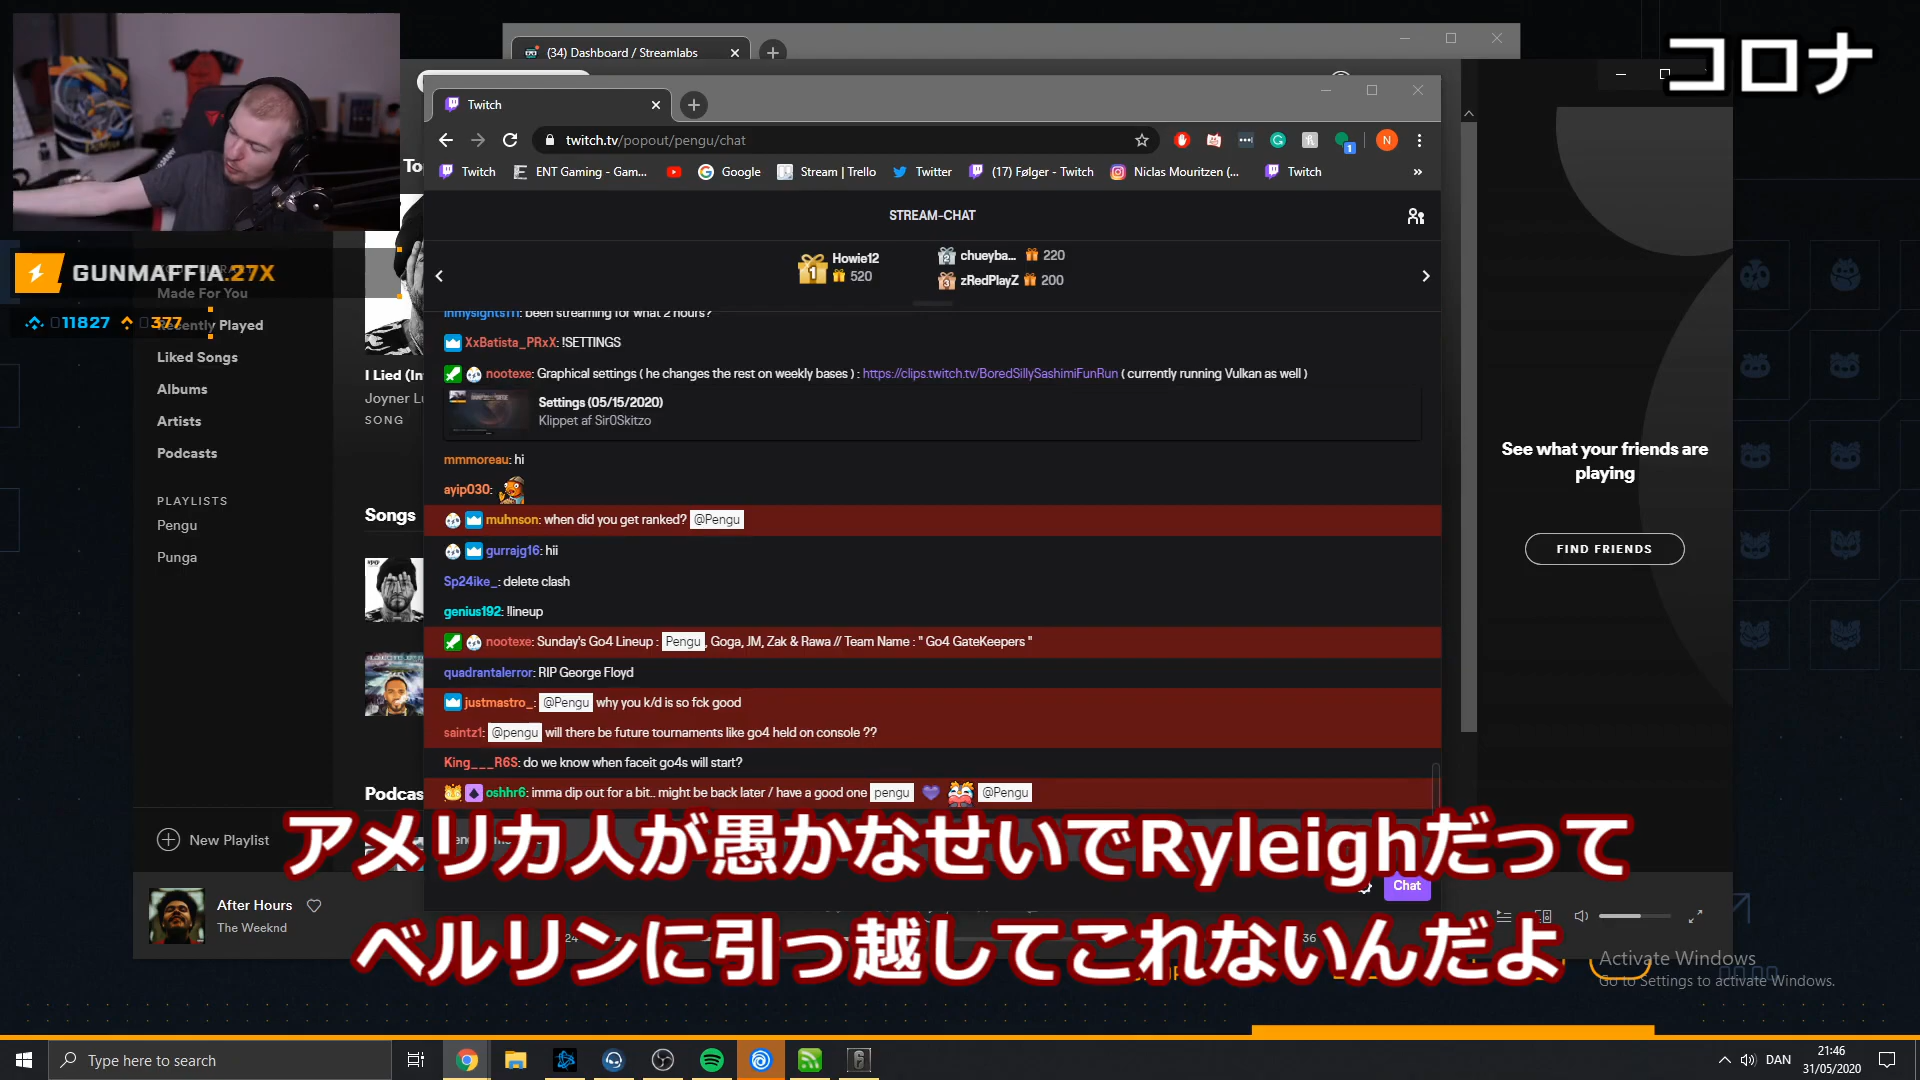 (34) Dashboard / Streamlabs
コロナ
Twitch
twitch.tv/popout/pengu/chat
Twitch
ENT Gaming - Gam...
Google
Stream | Trello
Twitter
(17) Følger - Twitch
Niclas Mouritzen (...
Twitch
»
STREAM-CHAT
Howie12
520
chueyba... 220
zRedPlayZ 200
GUNMAFFIA.27X
Made For You
11827 377
Recently Played
Liked Songs
Albums
Artists
Podcasts
PLAYLISTS
Pengu
Punga
New Playlist
I Lied (In
Joyner Lu
SONG
Songs
Podcas
inmysights111: been streaming for what 2 hours?
XxBatista_PRxX: !SETTINGS
nootexe: Graphical settings ( he changes the rest on weekly bases ) : https://clips.twitch.tv/BoredSillySashimiFunRun ( currently running Vulkan as well )
Settings (05/15/2020)
Klippet af Sir0Skitzo
mmmoreau: hi
ayip030:
muhnson: when did you get ranked? @Pengu
gurrajg16: hii
Sp24ike_: delete clash
genius192: !lineup
nootexe: Sunday's Go4 Lineup : Pengu, Goga, JM, Zak & Rawa // Team Name : " Go4 GateKeepers "
quadrantalerror: RIP George Floyd
justmastro_: @Pengu why you k/d is so fck good
saintz1: @pengu will there be future tournaments like go4 held on console ??
King___R6S: do we know when faceit go4s will start?
oshhr6: imma dip out for a bit.. might be back later / have a good one pengu @Pengu
Chat
See what your friends are
playing
FIND FRIENDS
アメリカ人が愚かなせいでRyleighだって
ベルリンに引っ越してこれないんだよ
After Hours
The Weeknd
Activate Windows
Go to Settings to activate Windows.
Type here to search
DAN
21:46
31/05/2020